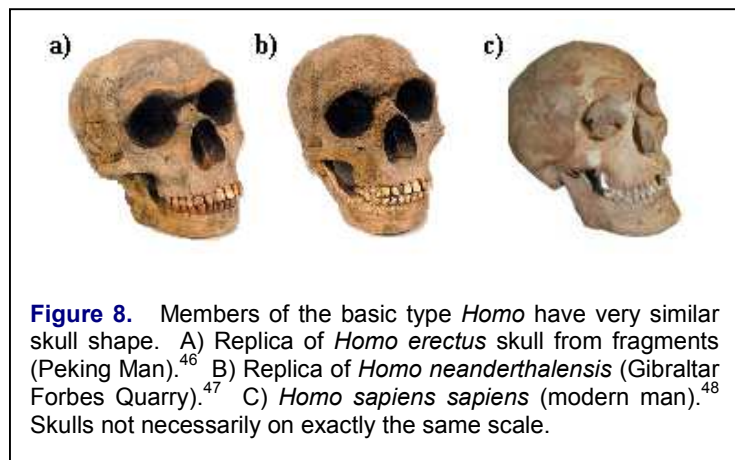 a) b) c)
Figure 8. Members of the basic type Homo have very similar
skull shape. A) Replica of Homo erectus skull from fragments
(Peking Man).46 B) Replica of Homo neanderthalensis (Gibraltar
Forbes Quarry).47 C) Homo sapiens sapiens (modern man).48
Skulls not necessarily on exactly the same scale.